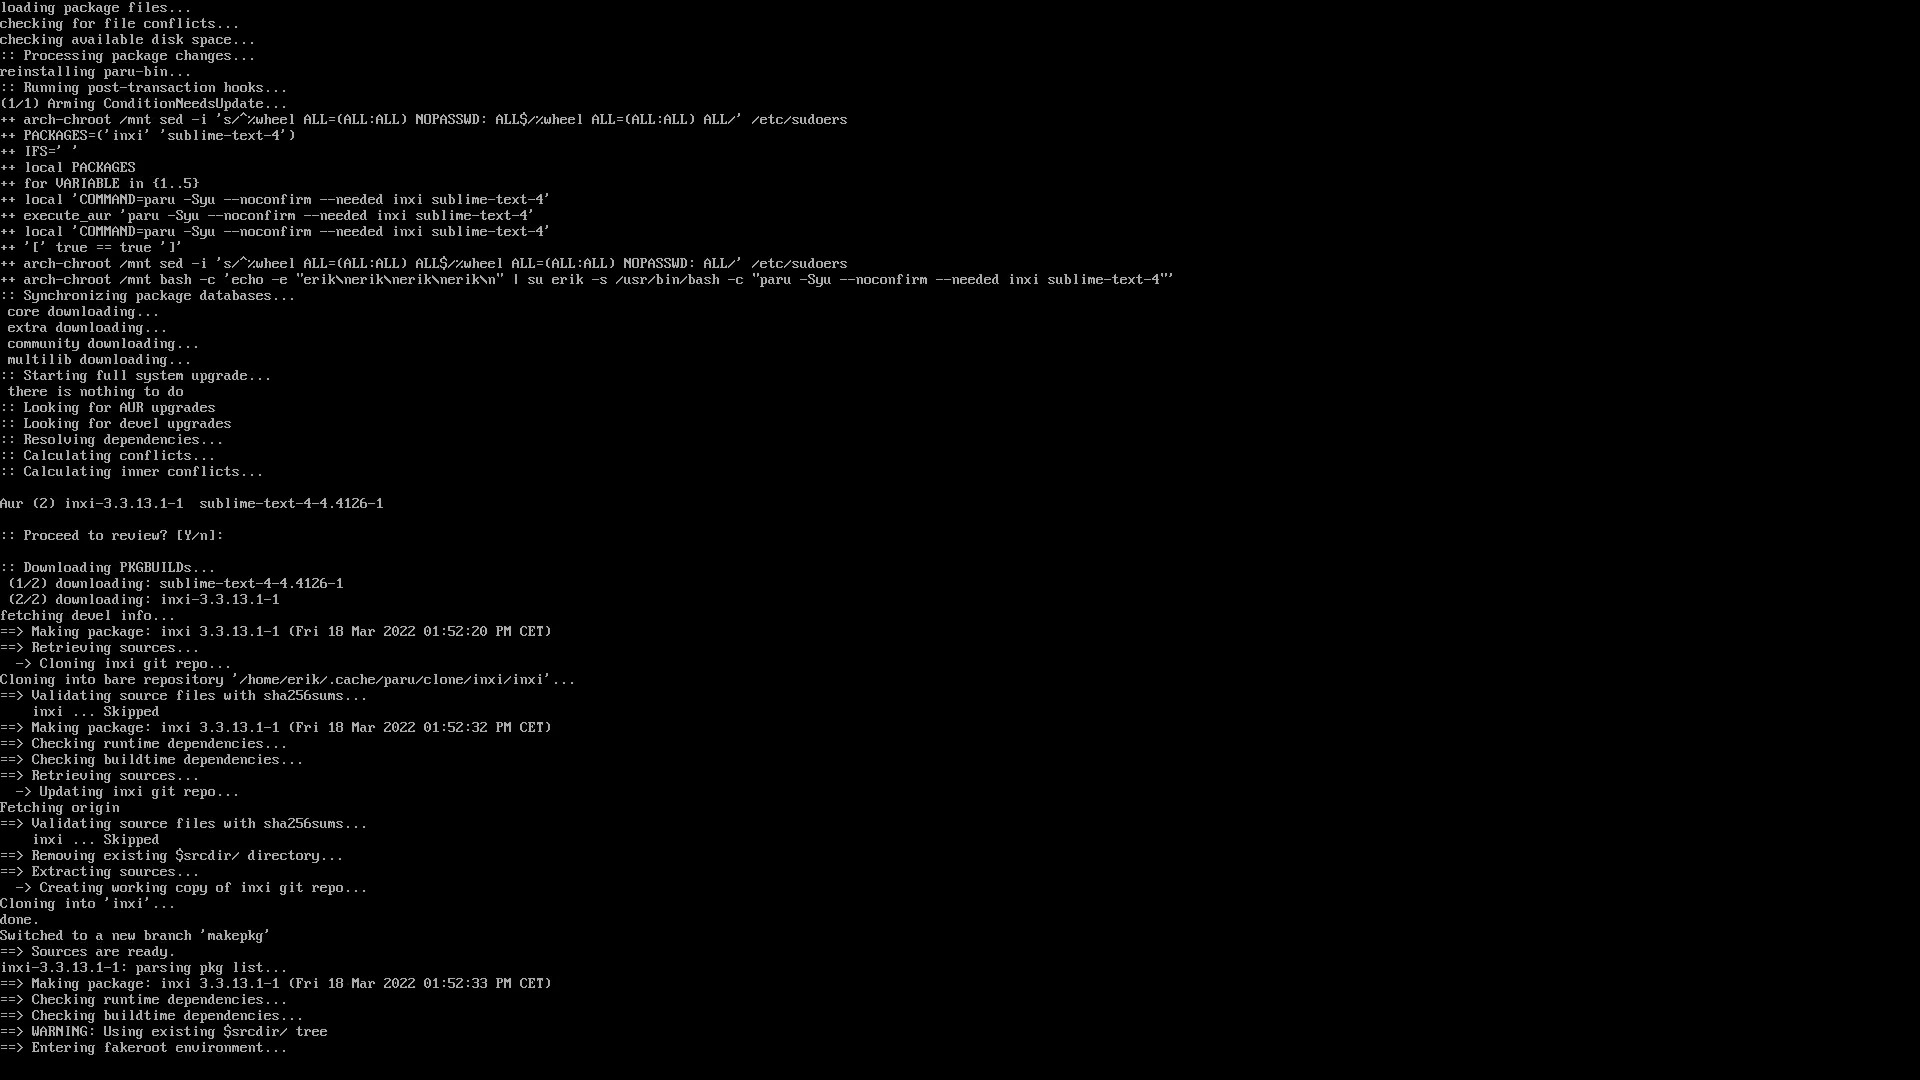 loading package files...
checking for file conflicts...
checking available disk space...
:: Processing package changes...
reinstalling paru-bin...
:: Running post-transaction hooks...
(1/1) Arming ConditionNeedsUpdate...
++ arch-chroot /mnt sed -i 's/^%wheel ALL=(ALL:ALL) NOPASSWD: ALL$/%wheel ALL=(ALL:ALL) ALL/' /etc/sudoers
++ PACKAGES=('inxi' 'sublime-text-4')
++ IFS=' '
++ local PACKAGES
++ for VARIABLE in {1..5}
++ local 'COMMAND=paru -Syu --noconfirm --needed inxi sublime-text-4'
++ execute_aur 'paru -Syu --noconfirm --needed inxi sublime-text-4'
++ local 'COMMAND=paru -Syu --noconfirm --needed inxi sublime-text-4'
++ '[' true == true ']'
++ arch-chroot /mnt sed -i 's/^%wheel ALL=(ALL:ALL) ALL$/%wheel ALL=(ALL:ALL) NOPASSWD: ALL/' /etc/sudoers
++ arch-chroot /mnt bash -c 'echo -e "erik\nerik\nerik\nerik\n" | su erik -s /usr/bin/bash -c "paru -Syu --noconfirm --needed inxi sublime-text-4"'
:: Synchronizing package databases...
 core downloading...
 extra downloading...
 community downloading...
 multilib downloading...
:: Starting full system upgrade...
 there is nothing to do
:: Looking for AUR upgrades
:: Looking for devel upgrades
:: Resolving dependencies...
:: Calculating conflicts...
:: Calculating inner conflicts...
Aur (2) inxi-3.3.13.1-1  sublime-text-4-4.4126-1
:: Proceed to review? [Y/n]:
:: Downloading PKGBUILDs...
 (1/2) downloading: sublime-text-4-4.4126-1
 (2/2) downloading: inxi-3.3.13.1-1
fetching devel info...
==> Making package: inxi 3.3.13.1-1 (Fri 18 Mar 2022 01:52:20 PM CET)
==> Retrieving sources...
  -> Cloning inxi git repo...
Cloning into bare repository '/home/erik/.cache/paru/clone/inxi/inxi'...
==> Validating source files with sha256sums...
    inxi ... Skipped
==> Making package: inxi 3.3.13.1-1 (Fri 18 Mar 2022 01:52:32 PM CET)
==> Checking runtime dependencies...
==> Checking buildtime dependencies...
==> Retrieving sources...
  -> Updating inxi git repo...
Fetching origin
==> Validating source files with sha256sums...
    inxi ... Skipped
==> Removing existing $srcdir/ directory...
==> Extracting sources...
  -> Creating working copy of inxi git repo...
Cloning into 'inxi'...
done.
Switched to a new branch 'makepkg'
==> Sources are ready.
inxi-3.3.13.1-1: parsing pkg list...
==> Making package: inxi 3.3.13.1-1 (Fri 18 Mar 2022 01:52:33 PM CET)
==> Checking runtime dependencies...
==> Checking buildtime dependencies...
==> WARNING: Using existing $srcdir/ tree
==> Entering fakeroot environment...